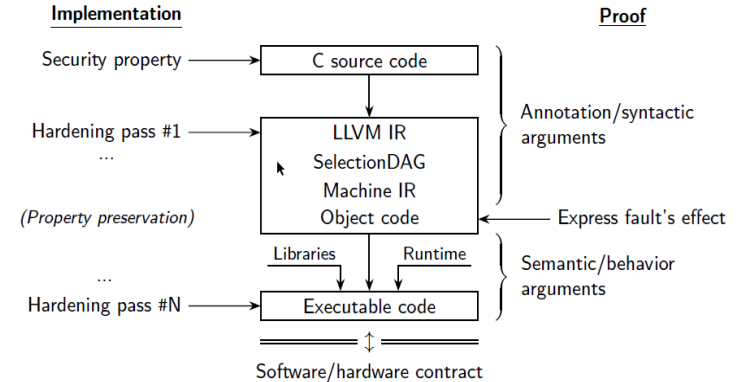 Implementation
Proof
Security property
C source code
Annotation/syntactic
arguments
Hardening pass #1
...
LLVM IR
SelectionDAG
Machine IR
Object code
(Property preservation)
Express fault's effect
Libraries
Runtime
Semantic/behavior
arguments
...
Hardening pass #N
Executable code
Software/hardware contract